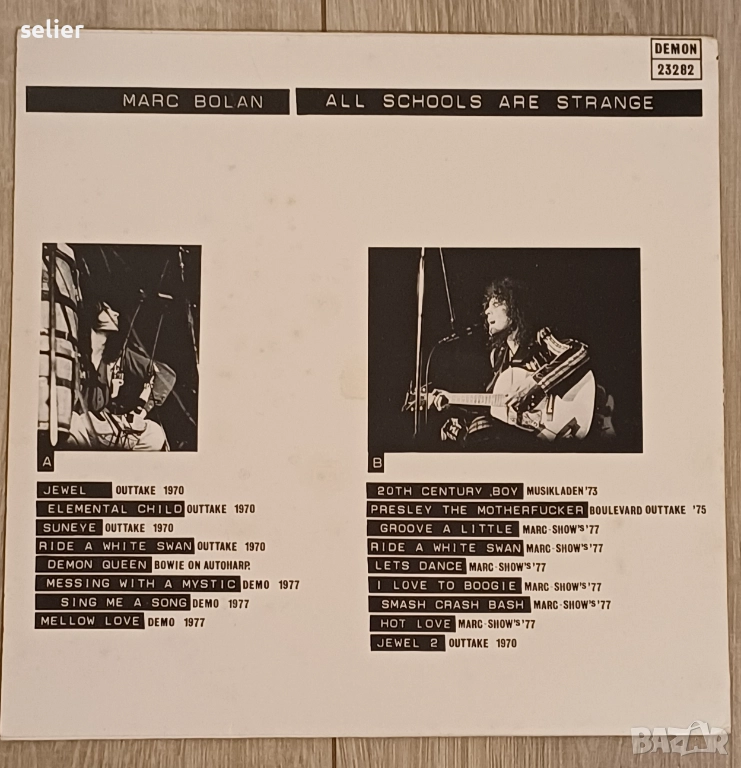 selier
DEMON
23282
MARC BOLAN ALL SCHOOLS ARE STRANGE
A
JEWEL OUTTAKE 1970
ELEMENTAL CHILD OUTTAKE 1970
SUNEYE OUTTAKE 1970
RIDE A WHITE SWAN OUTTAKE 1970
DEMON QUEEN BOWIE ON AUTOHARP.
MESSING WITH A MYSTIC DEMO 1977
SING ME A SONG DEMO 1977
MELLOW LOVE DEMO 1977
B
20TH CENTURY ,BOY MUSIKLADEN '73
PRESLEY THE MOTHERFUCKER BOULEVARD OUTTAKE '75
GROOVE A LITTLE MARC-SHOW'S '77
RIDE A WHITE SWAN MARC-SHOW'S '77
LETS DANCE MARC-SHOW'S '77
I LOVE TO BOOGIE MARC-SHOW'S '77
SMASH CRASH BASH MARC-SHOW'S '77
HOT LOVE MARC-SHOW'S '77
JEWEL 2 OUTTAKE 1970
BAZAR